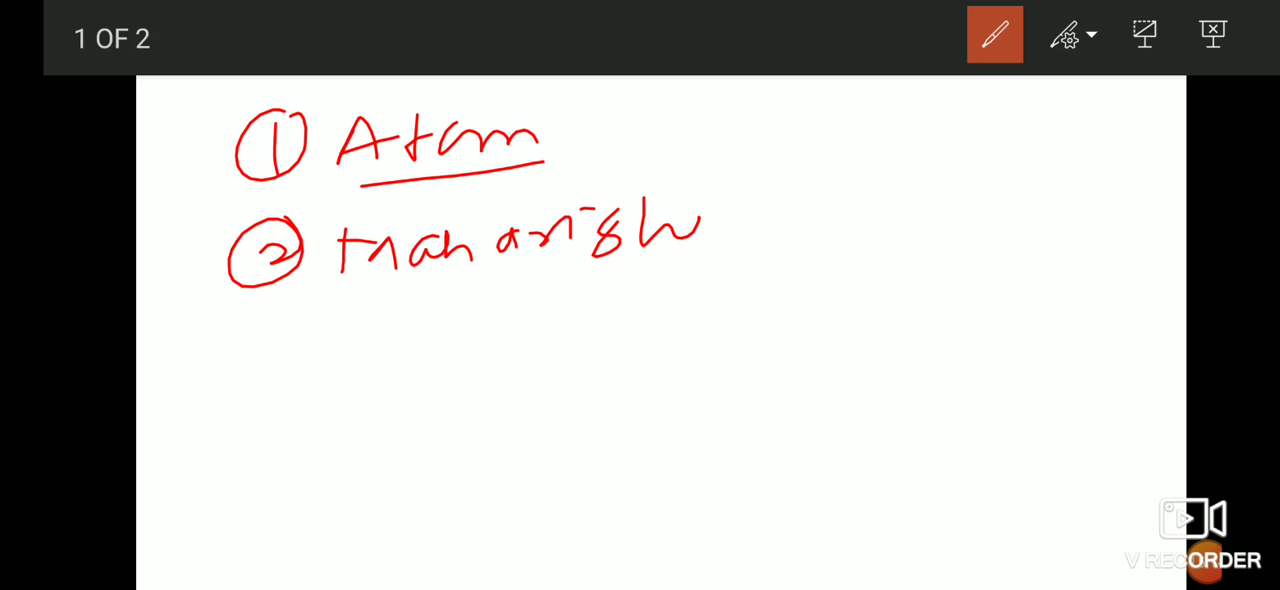 1 OF 2
① Atom
②
V RECORDER